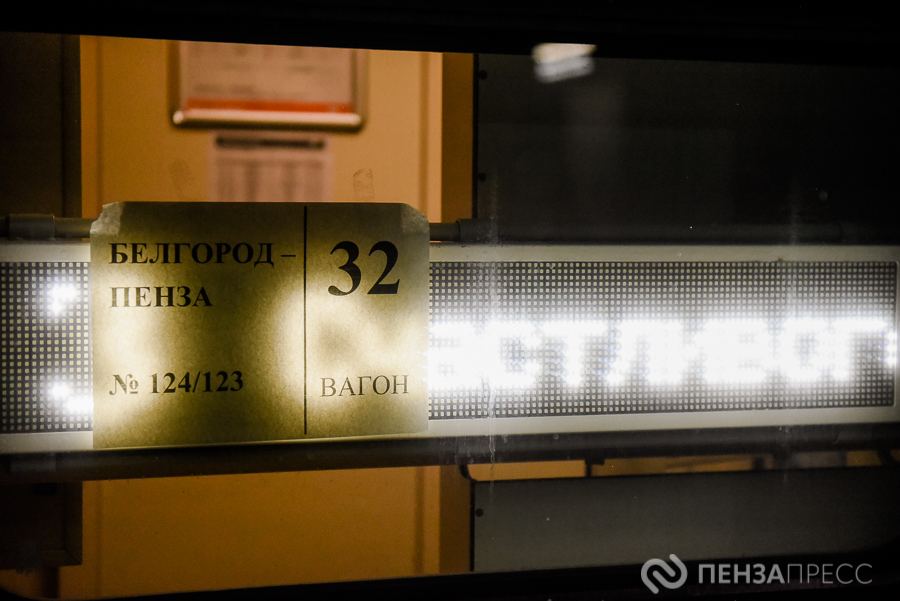 БЕЛГОРОД –
ПЕНЗА
№ 124/123
32
ВАГОН
ПЕНЗАПРЕСС